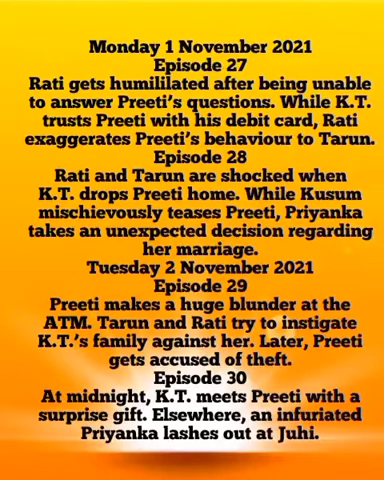 Monday 1 November 2021
Episode 27
Rati gets humililated after being unable
to answer Preeti's questions. While K.T.
trusts Preeti with his debit card, Rati
exaggerates Preeti's behaviour to Tarun.
Episode 28
Rati and Tarun are shocked when
K.T. drops Preeti home. While Kusum
mischievously teases Preeti, Priyanka
takes an unexpected decision regarding
her marriage.
Tuesday 2 November 2021
Episode 29
Preeti makes a huge blunder at the
ATM. Tarun and Rati try to instigate
K.T.'s family against her. Later, Preeti
gets accused of theft.
Episode 30
At midnight, K.T. meets Preeti with a
surprise gift. Elsewhere, an infuriated
Priyanka lashes out at Juhi.